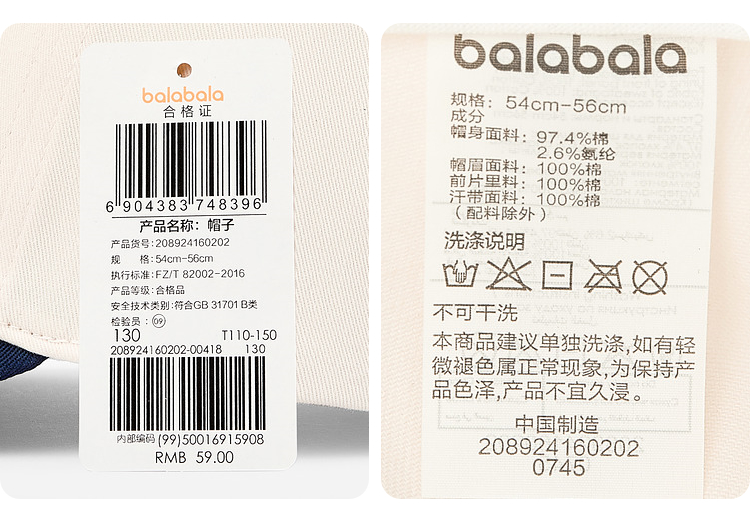 balabala
合格证
6 904383 748396
产品名称：帽子
产品货号：208924160202
规　格：54cm-56cm
执行标准：FZ/T 82002-2016
产品等级：合格品
安全技术类别：符合GB 31701 B类
检验员：09
130 T110-150
208924160202-00418 130
内部编码 (99)50016915908
RMB 59.00
balabala
规格：54cm-56cm
成分
帽身面料：97.4%棉
2.6%氨纶
帽眉面料：100%棉
前片里料：100%棉
汗带面料：100%棉
（配料除外）
洗涤说明
不可干洗
本商品建议单独洗涤,如有轻
微褪色属正常现象,为保持产
品色泽,产品不宜久浸。
中国制造
208924160202
0745